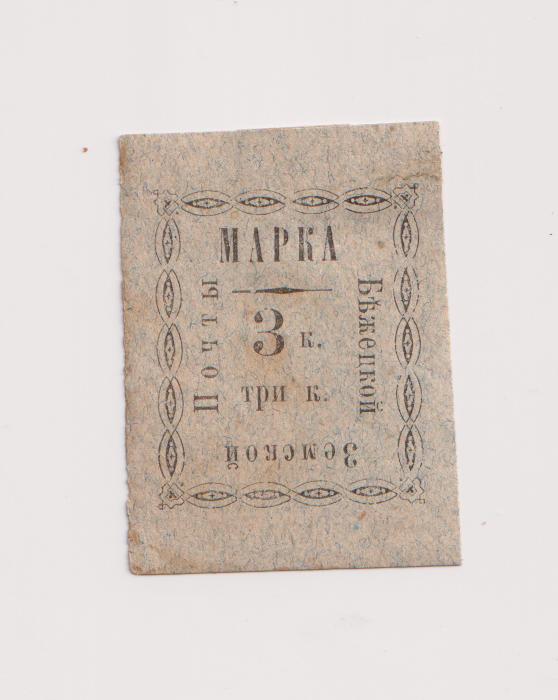 МАРКА
Бѣжецкой
Земской
Почты
3 к.
три к.